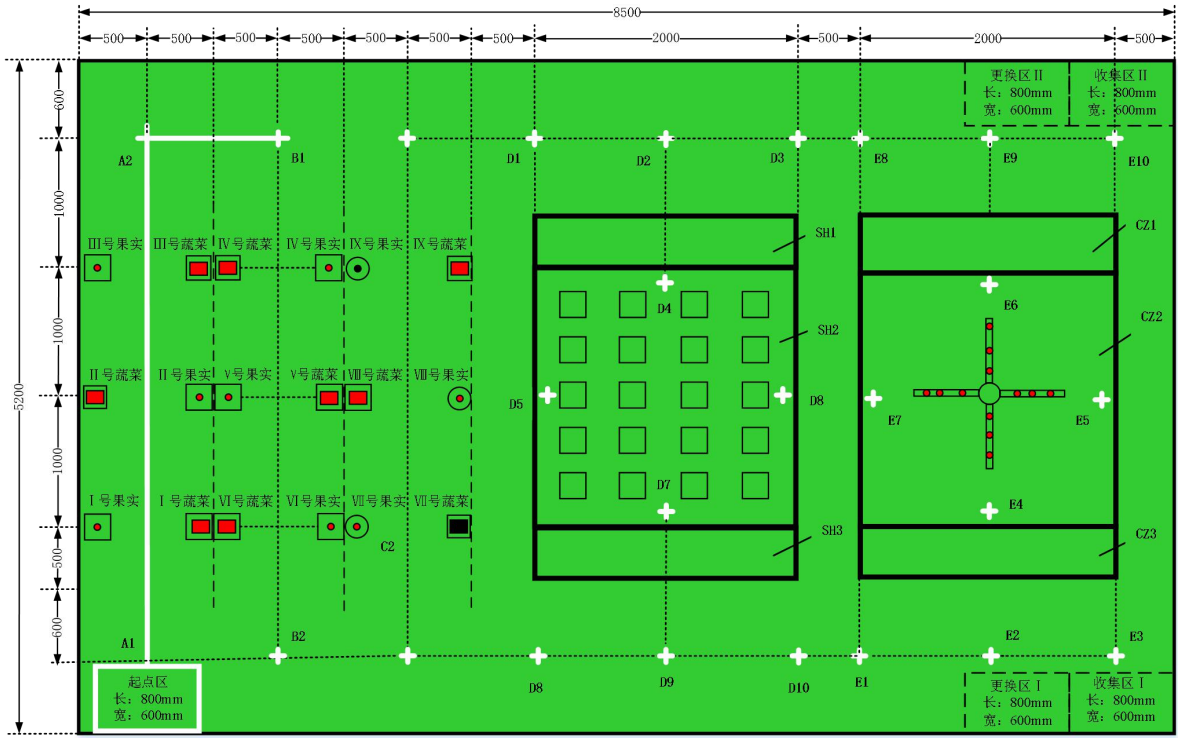 8500
500 500 500 500 500 500 500 2000 500 2000 500
更换区Ⅱ 收集区Ⅱ
长：800mm 长：800mm
宽：600mm 宽：600mm
600
A2 B1 D1 D2 D3 E8 E9 E10
1000
Ⅲ号果实 Ⅲ号蔬菜 Ⅳ号蔬菜 Ⅳ号果实 Ⅸ号果实 Ⅸ号蔬菜 SH1 CZ1
D4 E6
1000
SH2 CZ2
Ⅱ号蔬菜 Ⅱ号果实 Ⅴ号果实 Ⅴ号蔬菜 Ⅷ号蔬菜 Ⅷ号果实
5200
D5 D8 E7 E5
1000
D7 E4
Ⅰ号果实 Ⅰ号蔬菜 Ⅵ号蔬菜 Ⅵ号果实 Ⅶ号果实 Ⅶ号蔬菜
SH3 CZ3
C2
500
600
A1 B2 E2 E3
D8 D9 D10 E1
起点区 更换区Ⅰ 收集区Ⅰ
长：800mm 长：800mm 长：800mm
宽：600mm 宽：600mm 宽：600mm